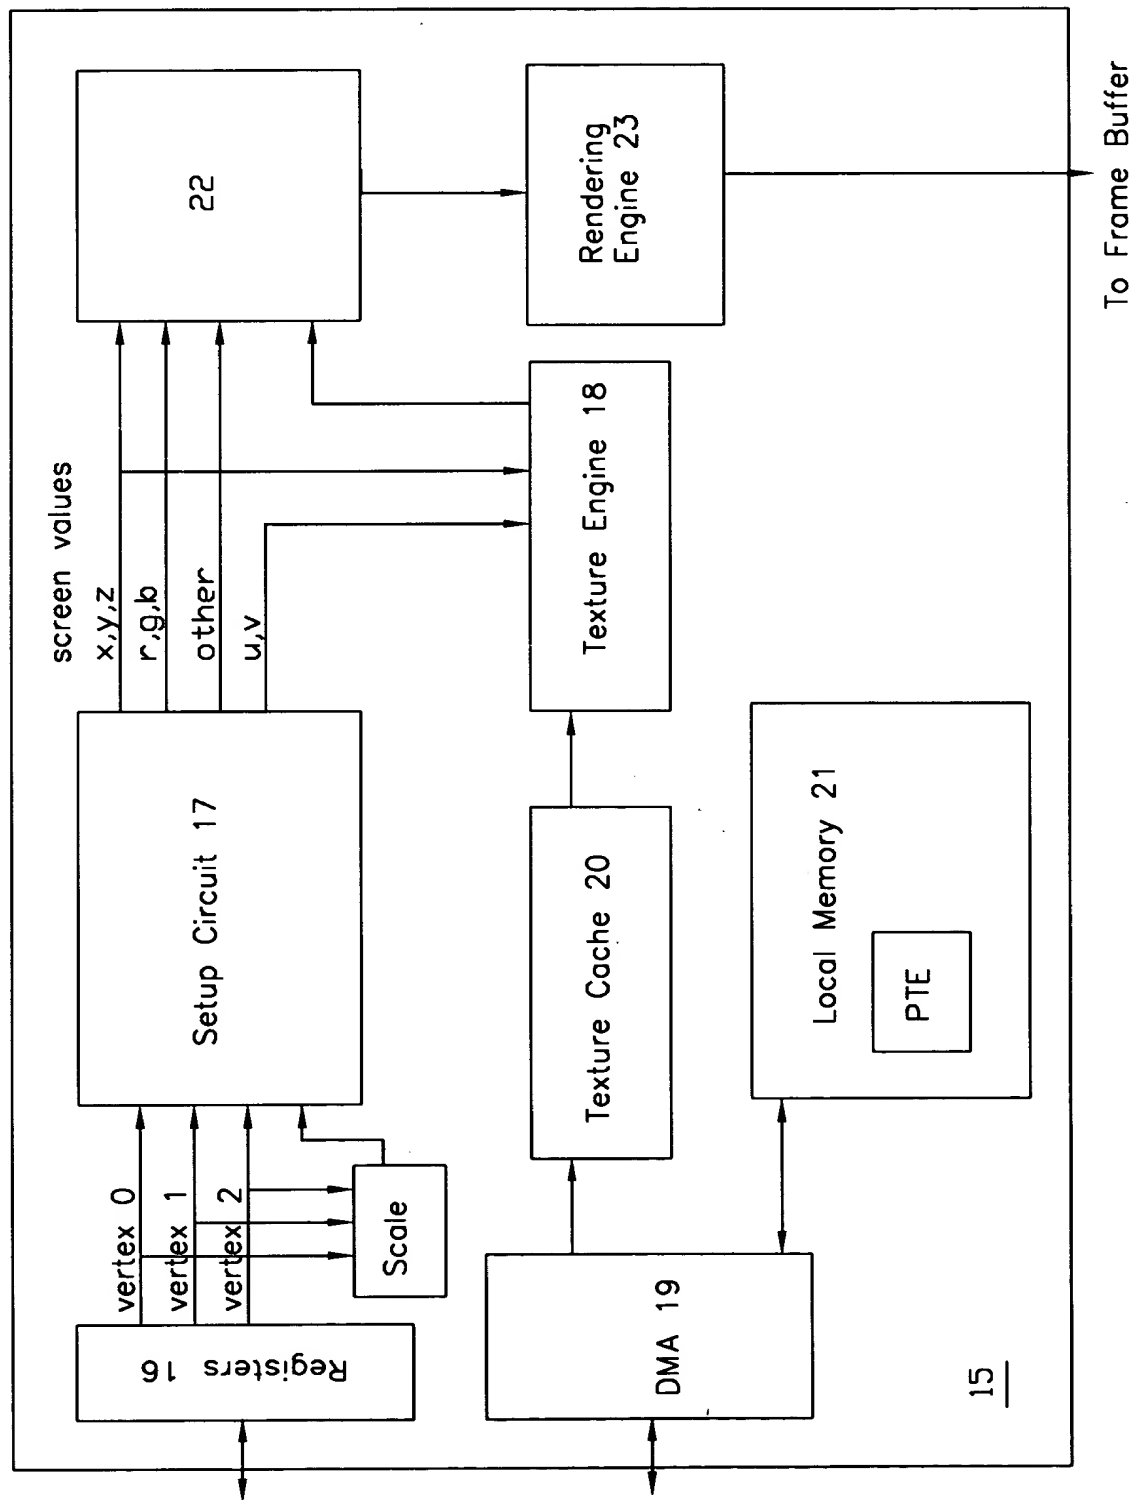 Registers 16
vertex 0
vertex 1
vertex 2
Scale
Setup Circuit 17
screen values
x,y,z
r,g,b
other
u,v
22
DMA 19
Texture Cache 20
Texture Engine 18
Rendering
Engine 23
Local Memory 21
PTE
15
To Frame Buffer